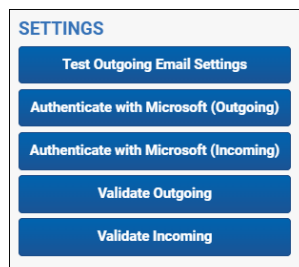 SETTINGS
Test Outgoing Email Settings
Authenticate with Microsoft (Outgoing)
Authenticate with Microsoft (Incoming)
Validate Outgoing
Validate Incoming